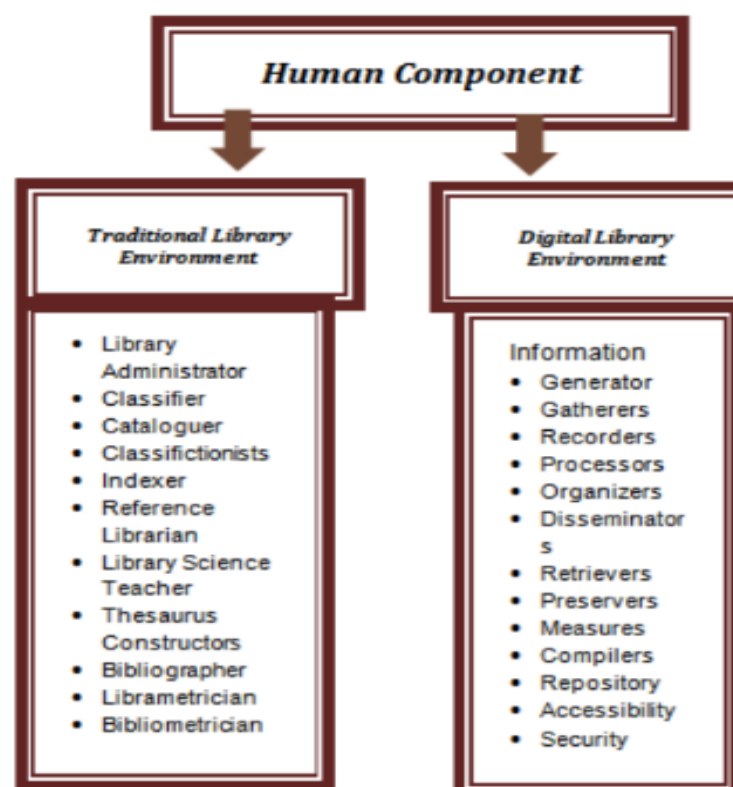 Human Component
Traditional Library
Environment
• Library
Administrator
• Classifier
• Cataloguer
• Classifictionists
• Indexer
• Reference
Librarian
• Library Science
Teacher
• Thesaurus
Constructors
• Bibliographer
• Librametrician
• Bibliometrician
Digital Library
Environment
Information
• Generator
• Gatherers
• Recorders
• Processors
• Organizers
• Disseminator
s
• Retrievers
• Preservers
• Measures
• Compilers
• Repository
• Accessibility
• Security